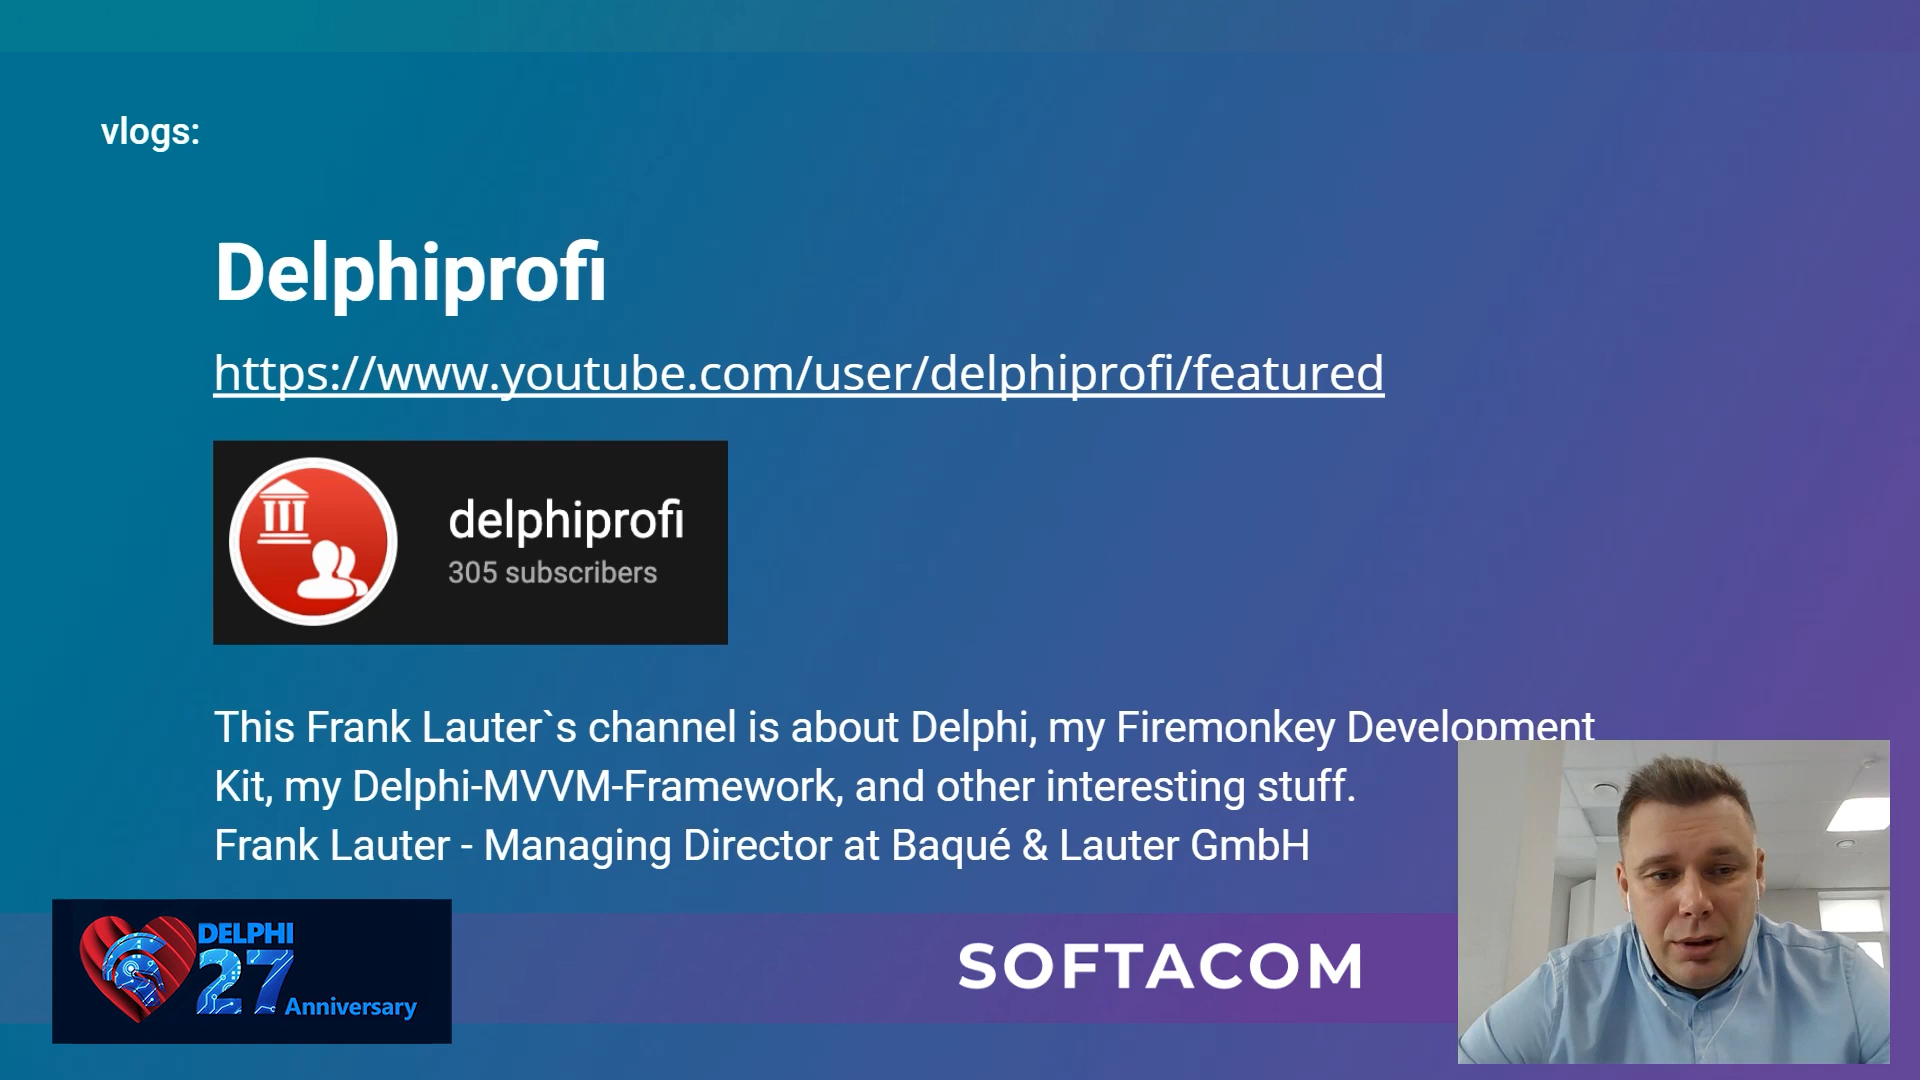 vlogs:
Delphiprofi
https://www.youtube.com/user/delphiprofi/featured
delphiprofi
305 subscribers
This Frank Lauter`s channel is about Delphi, my Firemonkey Development
Kit, my Delphi-MVVM-Framework, and other interesting stuff.
Frank Lauter - Managing Director at Baqué & Lauter GmbH
DELPHI
27
Anniversary
SOFTACOM